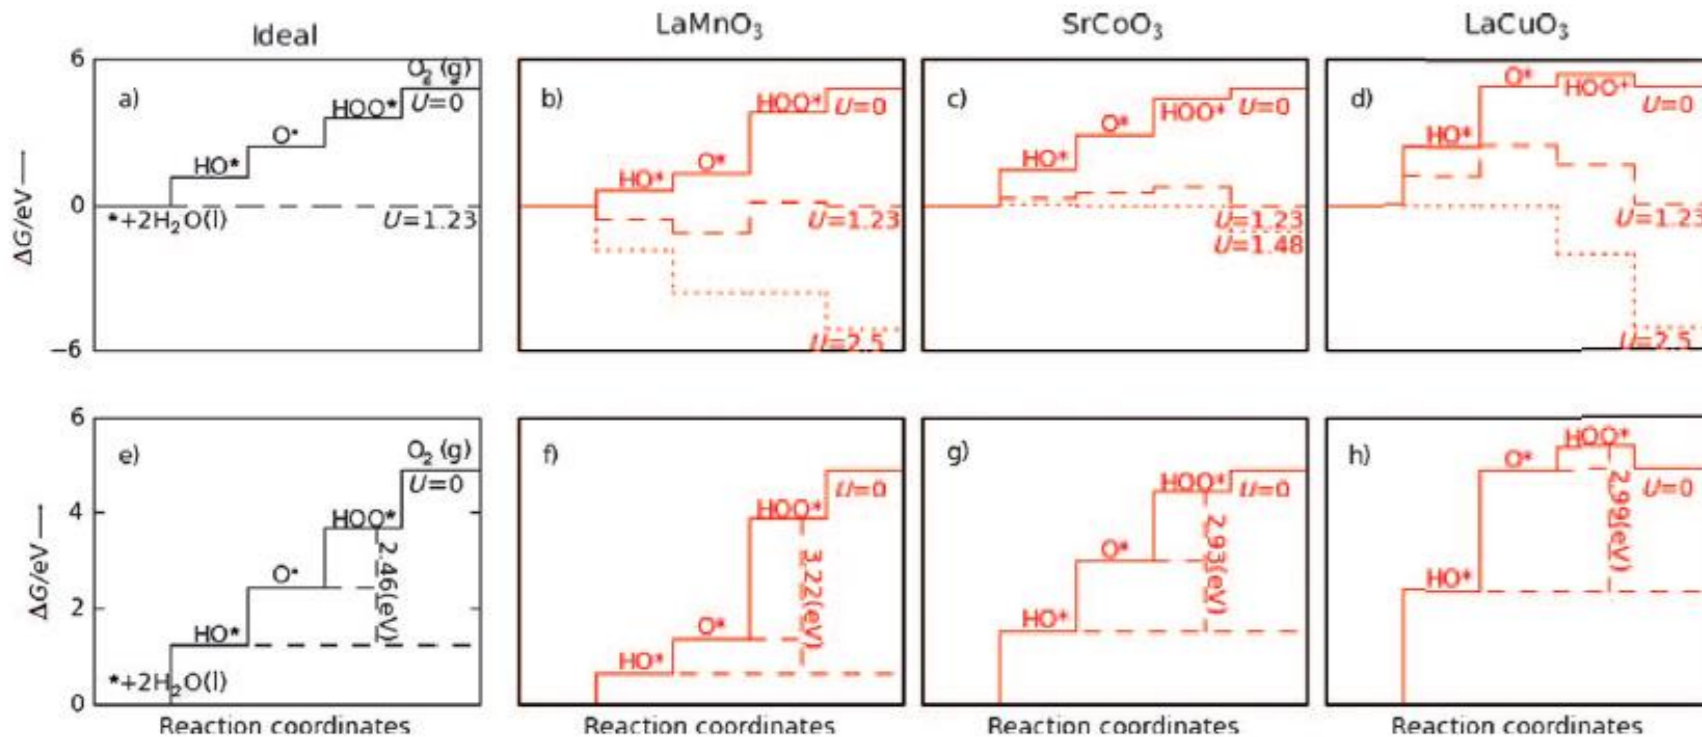 Ideal
LaMnO₃
SrCoO₃
LaCuO₃
6
0
−6
ΔG/eV
a)
O₂ (g)
U=0
HOO*
O*
HO*
*+2H₂O(l)
U=1.23
b)
HOO*
U=0
O*
HO*
U=1.23
U=2.5
c)
HOO*
U=0
O*
HO*
U=1.23
U=1.48
d)
O*
HOO*
U=0
HO*
U=1.23
U=2.5
6
4
2
0
ΔG/eV
e)
O₂ (g)
U=0
HOO*
2.46(eV)
O*
HO*
*+2H₂O(l)
Reaction coordinates
f)
U=0
HOO*
3.22(eV)
O*
HO*
Reaction coordinates
g)
HOO*
U=0
2.93(eV)
O*
HO*
Reaction coordinates
h)
HOO*
O*
2.99(eV)
U=0
HO*
Reaction coordinates